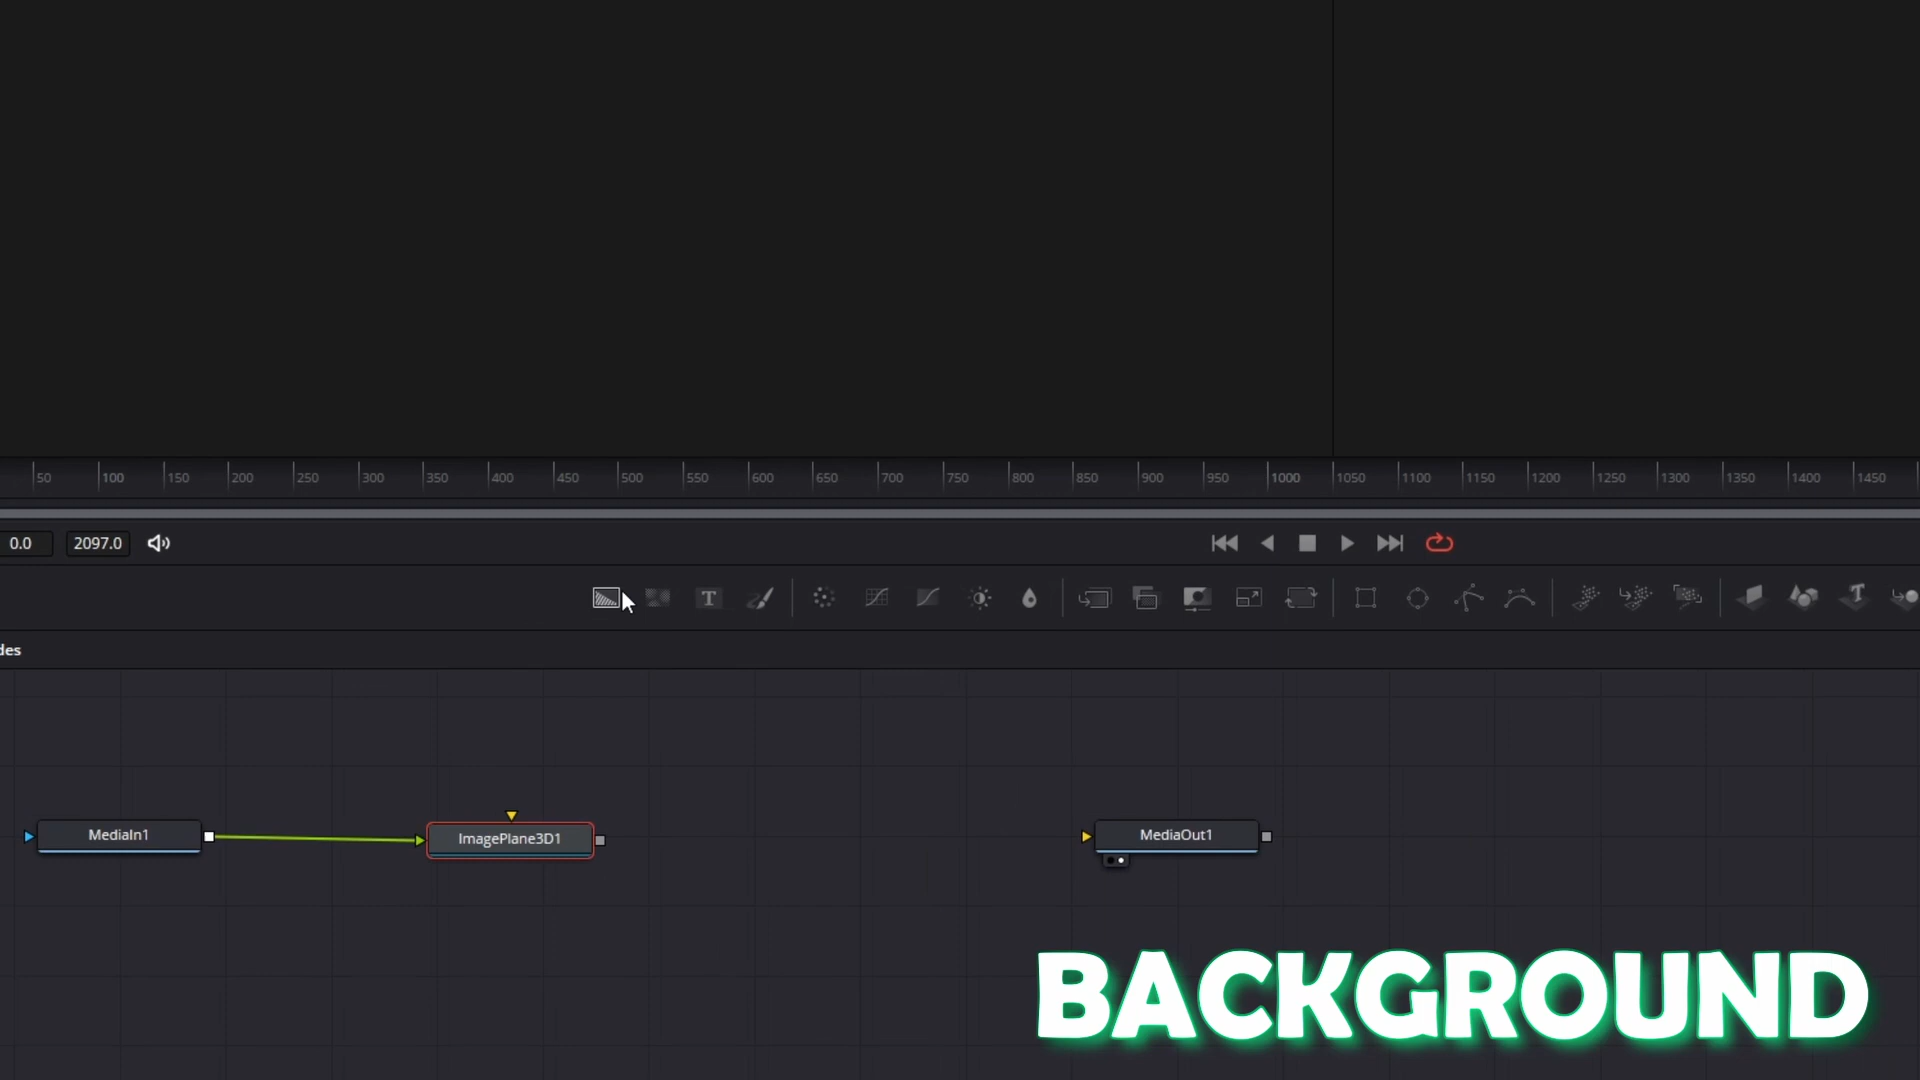 50 100 150 200 250 300 350 400 450 500 550 600 650 700 750 800 850 900 950 1000 1050 1100 1150 1200 1250 1300 1350 1400 1450
0.0 2097.0
T
des
MediaIn1 ImagePlane3D1 MediaOut1
BACKGROUND